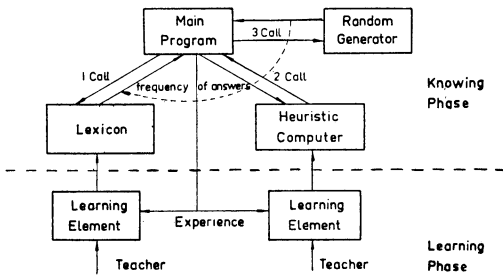 Main
Program
Random
Generator
3 Call
1 Call
2 Call
frequency of answers
Lexicon
Heuristic
Computer
Knowing
Phase
Learning
Element
Experience
Learning
Element
Teacher
Teacher
Learning
Phase